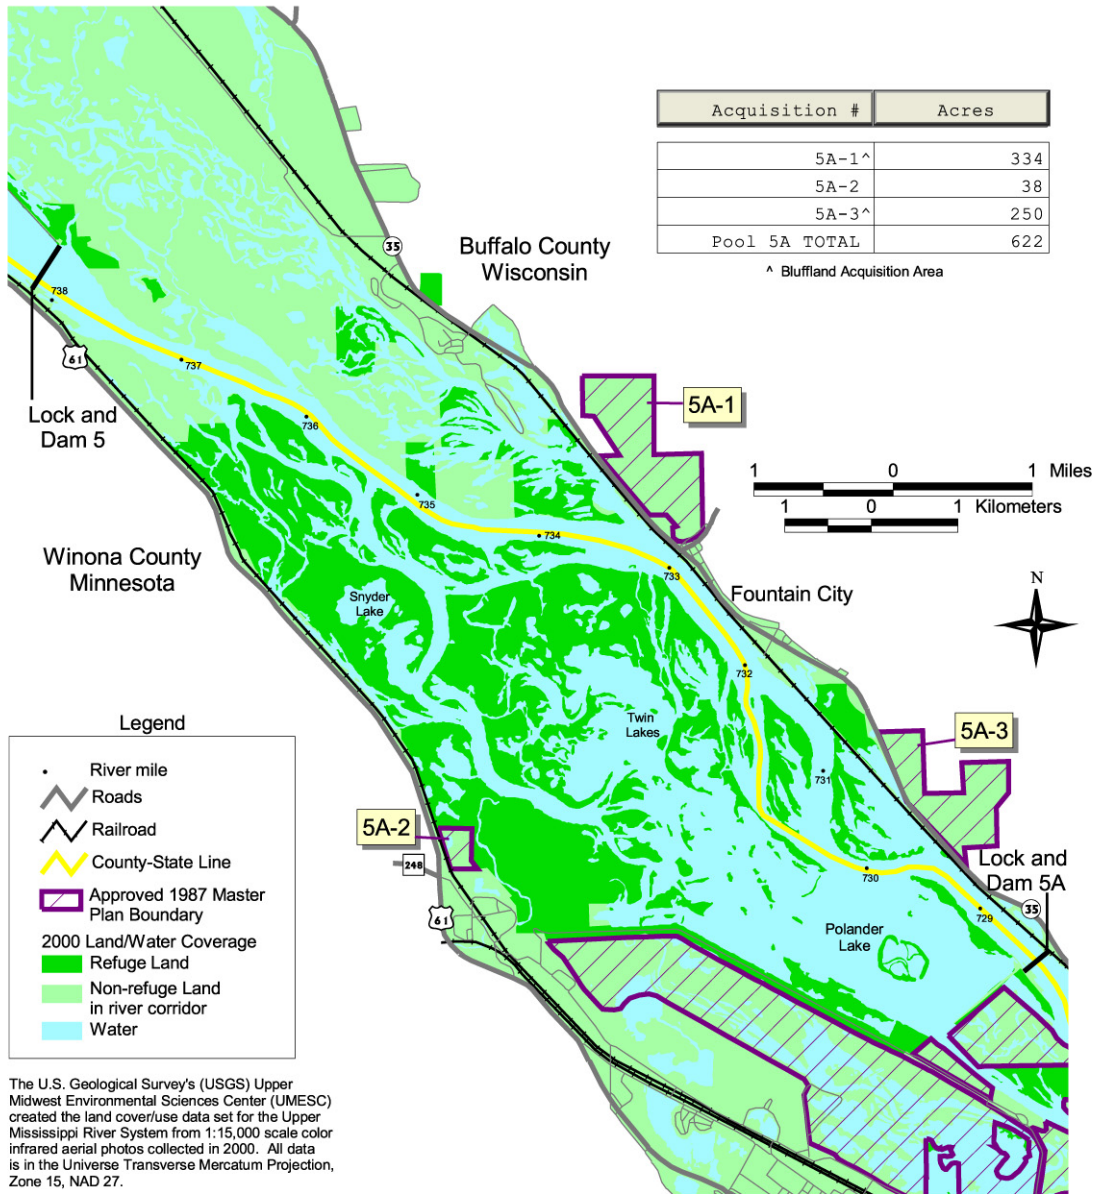 Acquisition # Acres
5A-1^ 334
5A-2 38
5A-3^ 250
Pool 5A TOTAL 622
^ Bluffland Acquisition Area
35
Buffalo County
Wisconsin
738
737
61
Lock and
Dam 5
736
735
734
733
5A-1
1 0 1 Miles
1 0 1 Kilometers
Winona County
Minnesota
Snyder
Lake
Fountain City
N
732
Twin
Lakes
731
5A-3
5A-2
248
61
730
Lock and
Dam 5A
35
729
Polander
Lake
Legend
River mile
Roads
Railroad
County-State Line
Approved 1987 Master
Plan Boundary
2000 Land/Water Coverage
Refuge Land
Non-refuge Land
in river corridor
Water
The U.S. Geological Survey's (USGS) Upper
Midwest Environmental Sciences Center (UMESC)
created the land cover/use data set for the Upper
Mississippi River System from 1:15,000 scale color
infrared aerial photos collected in 2000. All data
is in the Universe Transverse Mercatum Projection,
Zone 15, NAD 27.